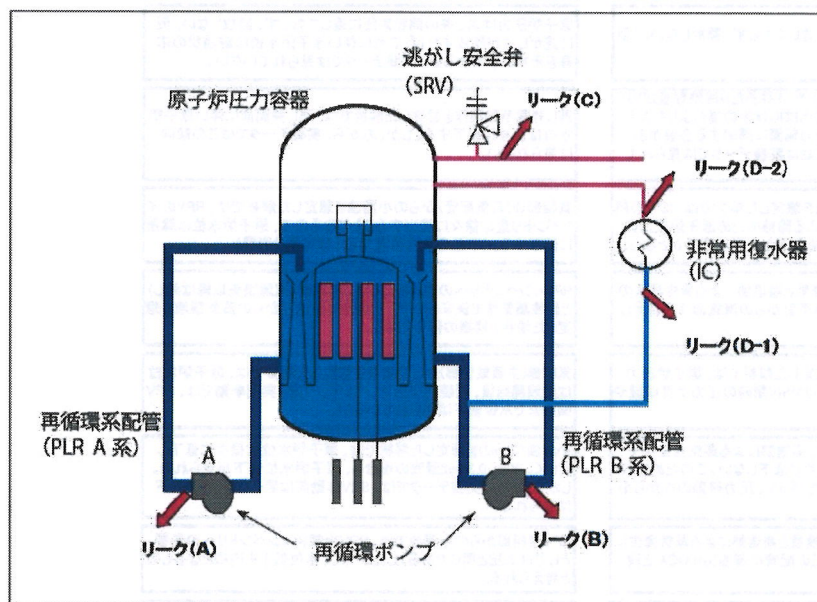 逃がし安全弁
(SRV)
リーク(C)
原子炉圧力容器
リーク(D-2)
非常用復水器
(IC)
リーク(D-1)
再循環系配管
(PLR A 系)
再循環系配管
(PLR B 系)
A
B
リーク(A)
再循環ポンプ
リーク(B)